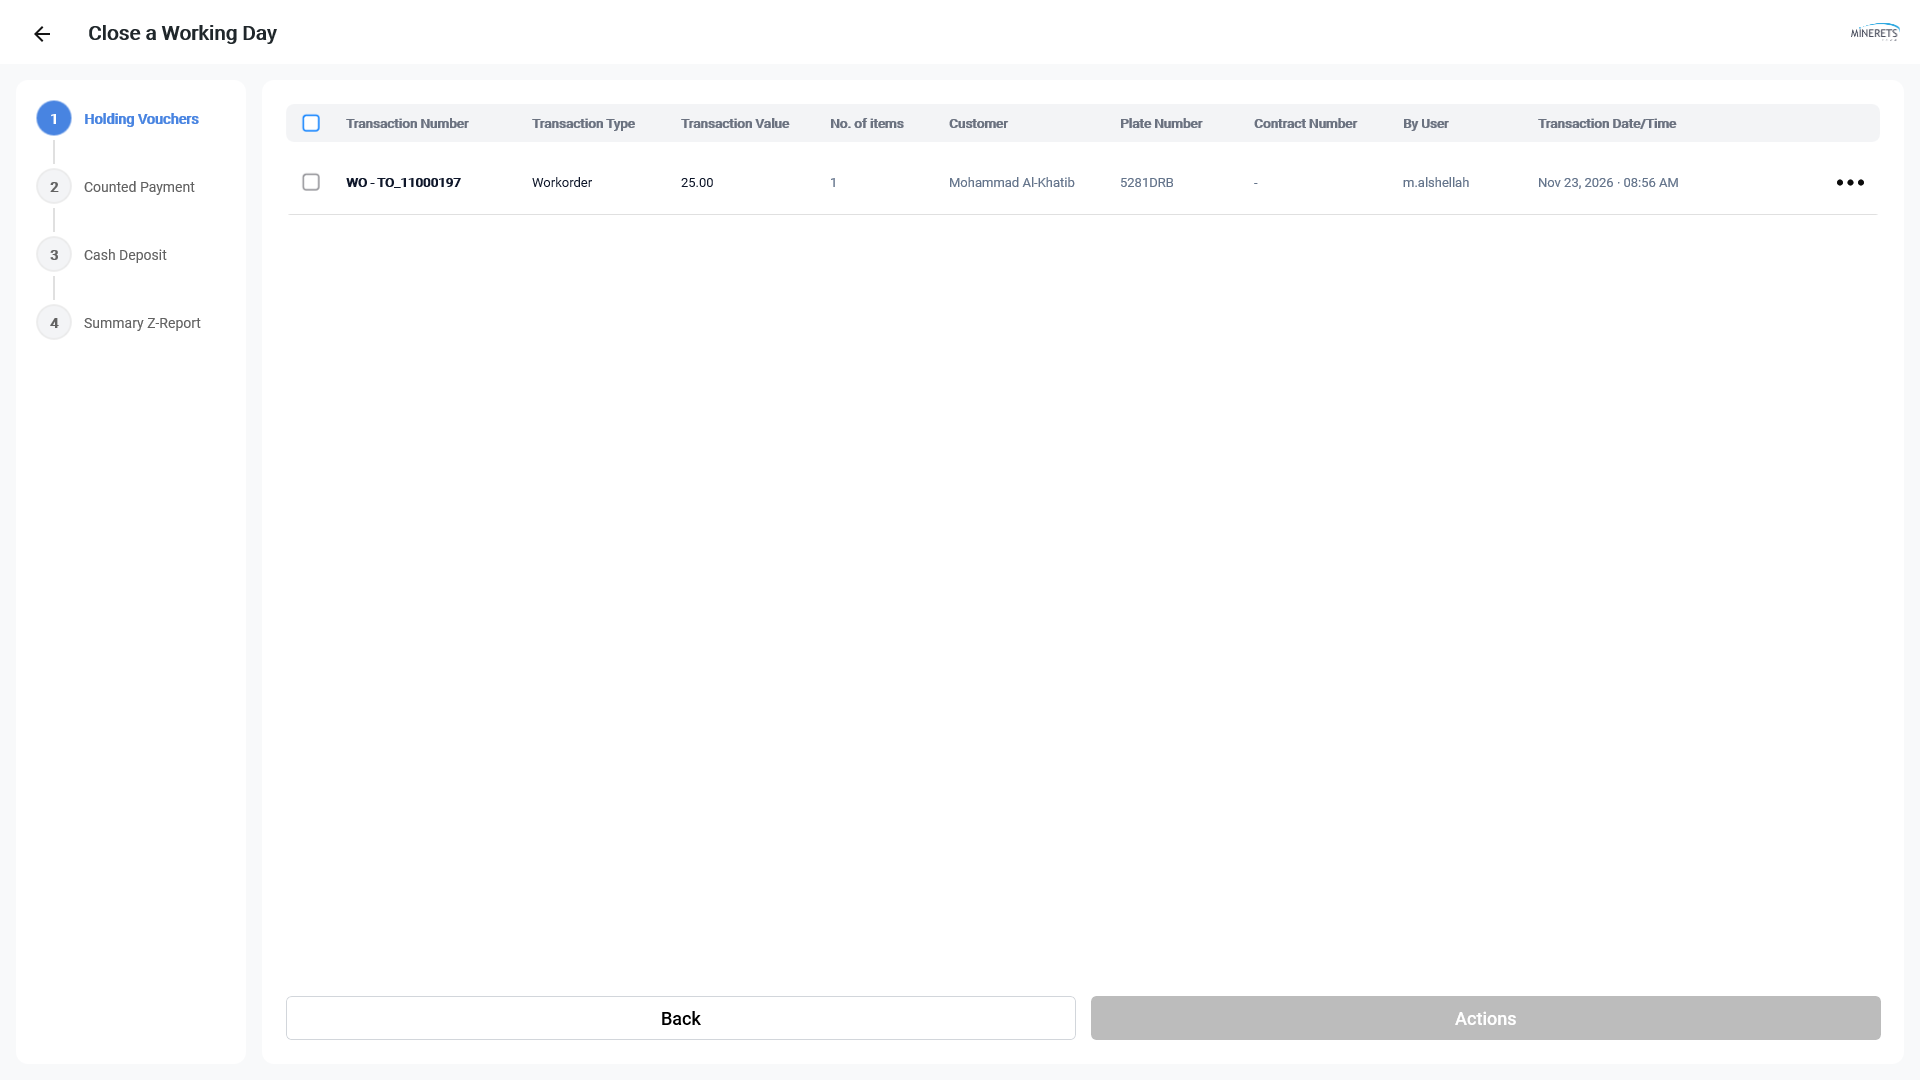 Close a Working Day
MINERETS
1 Holding Vouchers
2 Counted Payment
3 Cash Deposit
4 Summary Z-Report
Transaction Number Transaction Type Transaction Value No. of items Customer Plate Number Contract Number By User Transaction Date/Time
WO - TO_11000197 Workorder 25.00 1 Mohammad Al-Khatib 5281DRB - m.alshellah Nov 23, 2026 · 08:56 AM
Back Actions